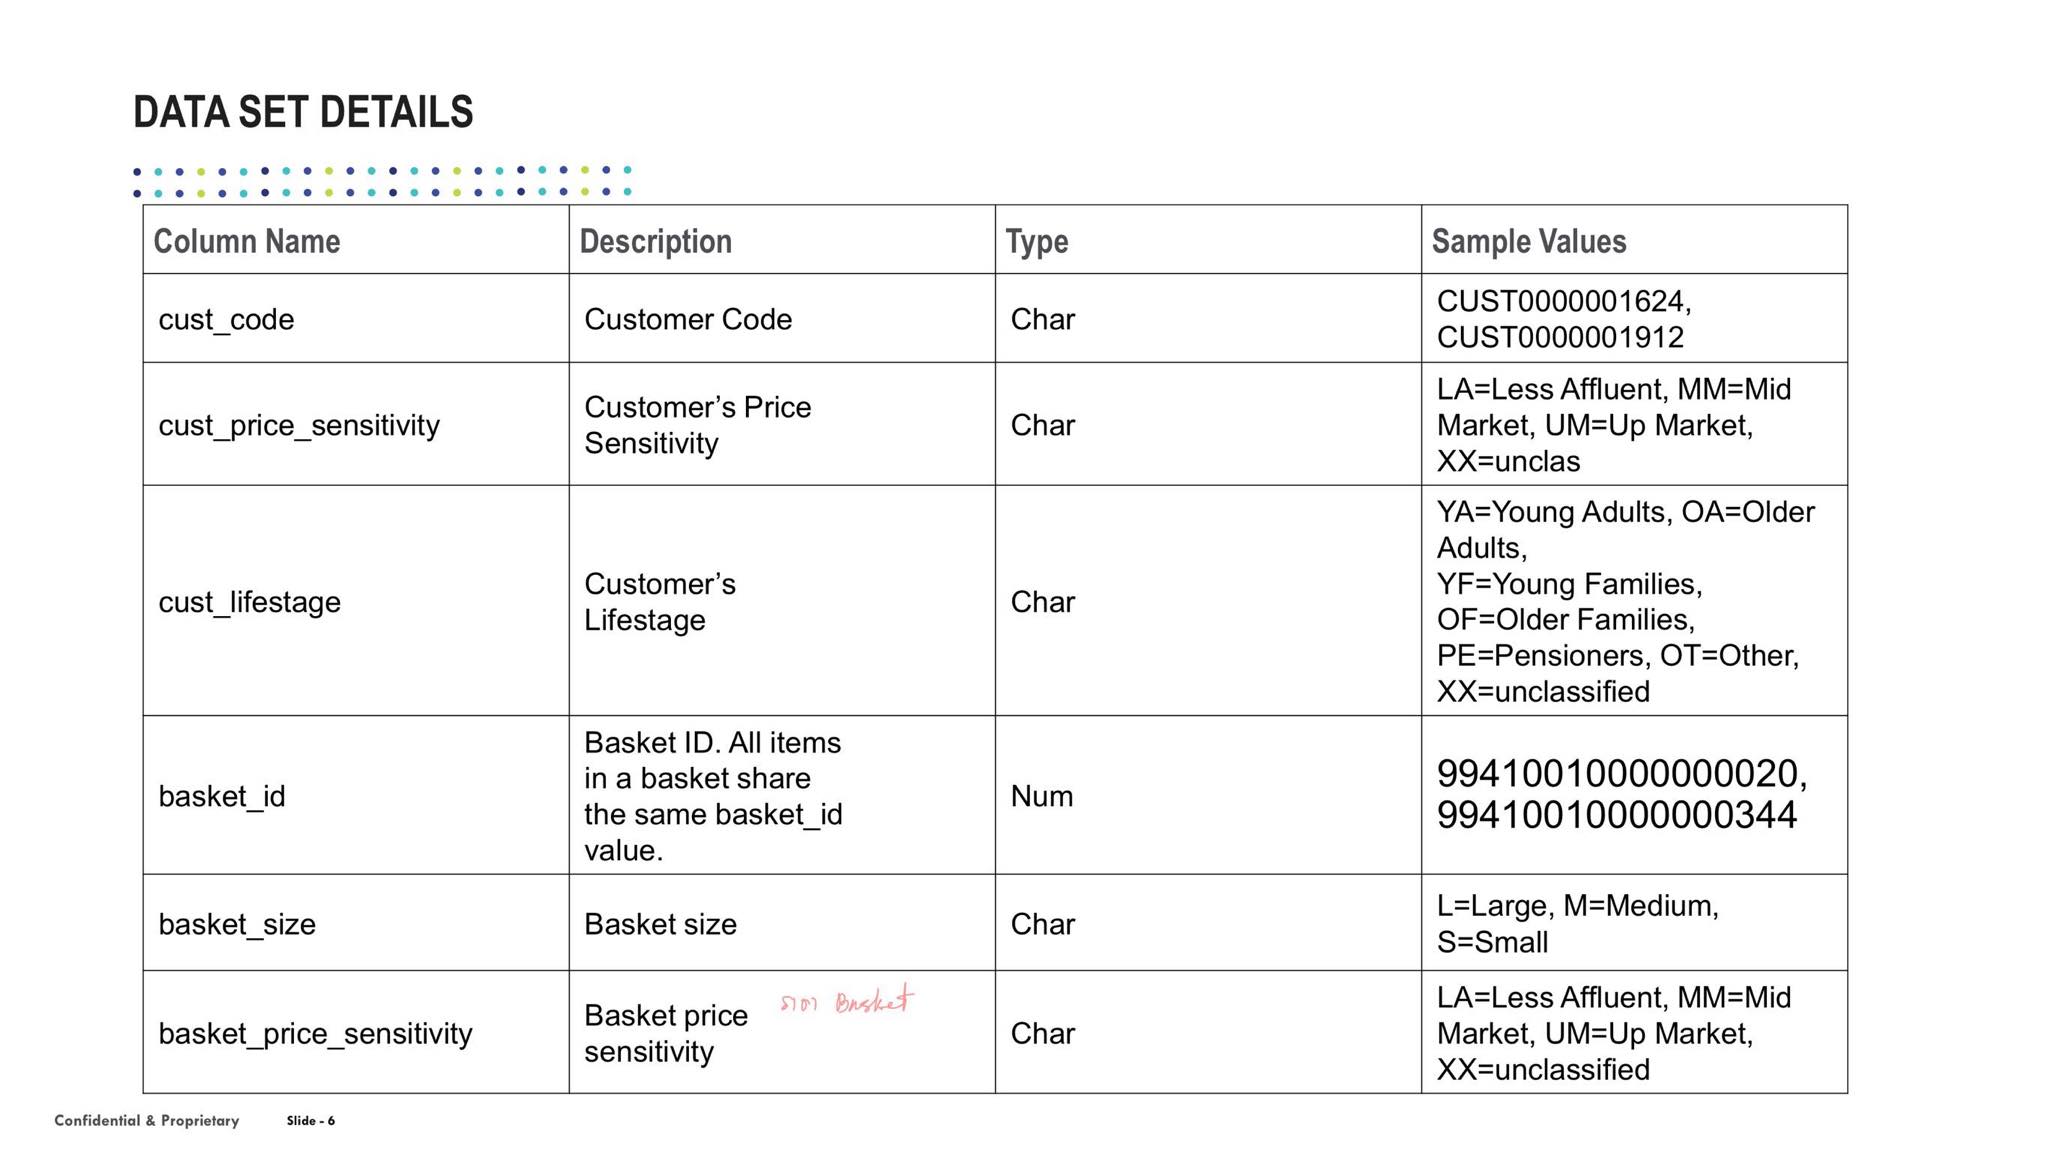 DATA SET DETAILS
Column Name
Description
Type
Sample Values
cust_code
Customer Code
Char
CUST0000001624,
CUST0000001912
cust_price_sensitivity
Customer’s Price
Sensitivity
Char
LA=Less Affluent, MM=Mid
Market, UM=Up Market,
XX=unclas
cust_lifestage
Customer’s
Lifestage
Char
YA=Young Adults, OA=Older
Adults,
YF=Young Families,
OF=Older Families,
PE=Pensioners, OT=Other,
XX=unclassified
basket_id
Basket ID. All items
in a basket share
the same basket_id
value.
Num
99410010000000020,
99410010000000344
basket_size
Basket size
Char
L=Large, M=Medium,
S=Small
basket_price_sensitivity
Basket price
sensitivity
Basket
Char
LA=Less Affluent, MM=Mid
Market, UM=Up Market,
XX=unclassified
Confidential & Proprietary
Slide - 6